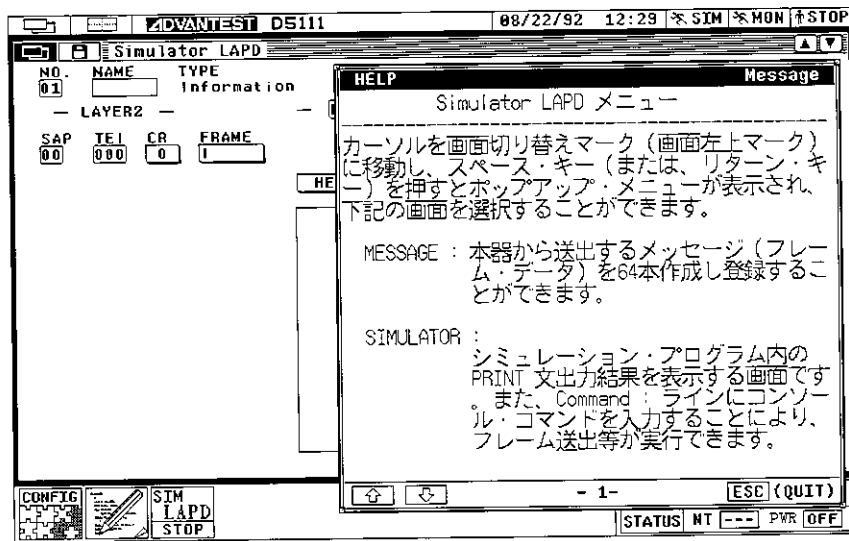 ADVANTEST D5111 08/22/92 12:29 SIM MON STOP
Simulator LAPD
NO. NAME TYPE
01 Information
— LAYER2 —
SAP TEI CR FRAME
00 000 0 I
HE
HELP Message
Simulator LAPD メニュー
カーソルを画面切り替えマーク(画面左上マーク)
に移動し、スペース・キー(または、リターン・キ
ー)を押すとポップアップ・メニューが表示され、
下記の画面を選択することができます。
MESSAGE : 本器から送出するメッセージ(フレー
ム・データ)を64本作成し登録するこ
とができます。
SIMULATOR :
シミュレーション・プログラム内の
PRINT 文出力結果を表示する画面です
。また、Command : ラインにコンソー
ル・コマンドを入力することにより、
フレーム送出等が実行できます。
- 1- ESC (QUIT)
CONFIG
SIM
LAPD
STOP
STATUS NT --- PWR OFF